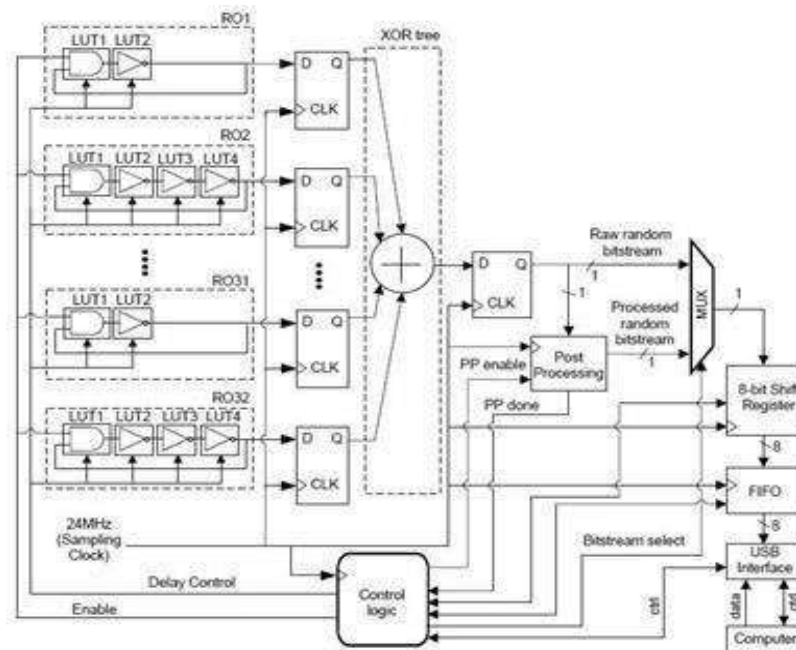 RO1
LUT1 LUT2
D Q
CLK
XOR tree
RO2
LUT1 LUT2 LUT3 LUT4
D Q
CLK
RO31
LUT1 LUT2
D Q
CLK
RO32
LUT1 LUT2 LUT3 LUT4
D Q
CLK
D Q
CLK
Raw random
bitstream
1
1
Processed
random
bitstream
1
MUX
1
PP enable
Post
Processing
PP done
8-bit Shift
Register
8
FIFO
8
USB
Interface
24MHz
(Sampling
Clock)
Bitstream select
Delay Control
Enable
Control
logic
ctrl
data
ctrl
Computer